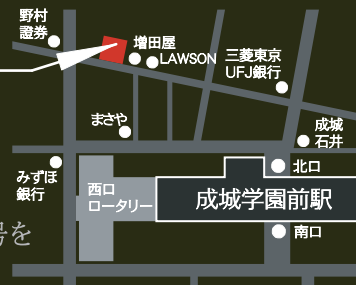 野村
證券
増田屋
LAWSON
三菱東京
UFJ銀行
まさや
成城
石井
みずほ
銀行
北口
西口
ロータリー
成城学園前駅
南口
号を